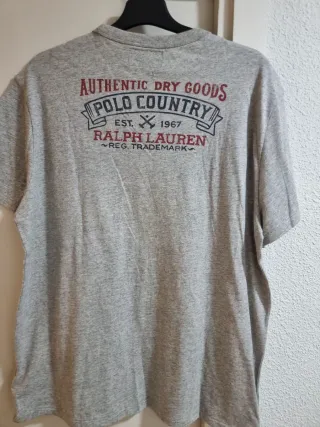 AUTHENTIC DRY GOODS
POLO COUNTRY
EST. 1967
RALPH LAUREN
~REG. TRADEMARK~